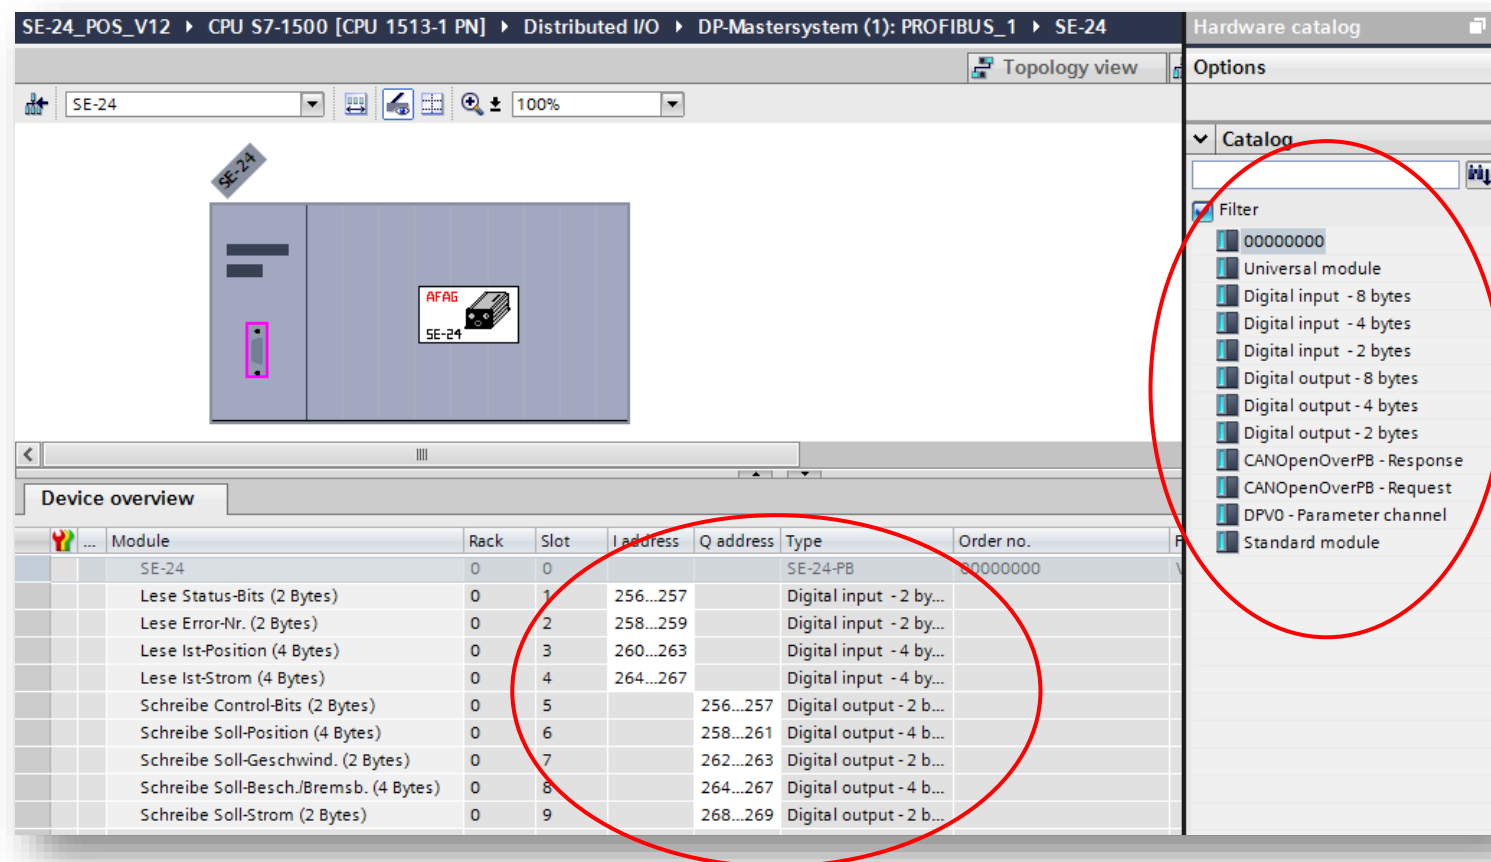 SE-24_POS_V12 ▸ CPU S7-1500 [CPU 1513-1 PN] ▸ Distributed I/O ▸ DP-Mastersystem (1): PROFIBUS_1 ▸ SE-24
Hardware catalog
Topology view
Options
SE-24
100%
Catalog
SE-24
Filter
AFAG
SE-24
00000000
Universal module
Digital input - 8 bytes
Digital input - 4 bytes
Digital input - 2 bytes
Digital output - 8 bytes
Digital output - 4 bytes
Digital output - 2 bytes
CANOpenOverPB - Response
CANOpenOverPB - Request
DPV0 - Parameter channel
Standard module
Device overview
... Module Rack Slot I address Q address Type Order no. F
SE-24 0 0 SE-24-PB 00000000 V
Lese Status-Bits (2 Bytes) 0 1 256...257 Digital input - 2 by...
Lese Error-Nr. (2 Bytes) 0 2 258...259 Digital input - 2 by...
Lese Ist-Position (4 Bytes) 0 3 260...263 Digital input - 4 by...
Lese Ist-Strom (4 Bytes) 0 4 264...267 Digital input - 4 by...
Schreibe Control-Bits (2 Bytes) 0 5 256...257 Digital output - 2 b...
Schreibe Soll-Position (4 Bytes) 0 6 258...261 Digital output - 4 b...
Schreibe Soll-Geschwind. (2 Bytes) 0 7 262...263 Digital output - 2 b...
Schreibe Soll-Besch./Bremsb. (4 Bytes) 0 8 264...267 Digital output - 4 b...
Schreibe Soll-Strom (2 Bytes) 0 9 268...269 Digital output - 2 b...